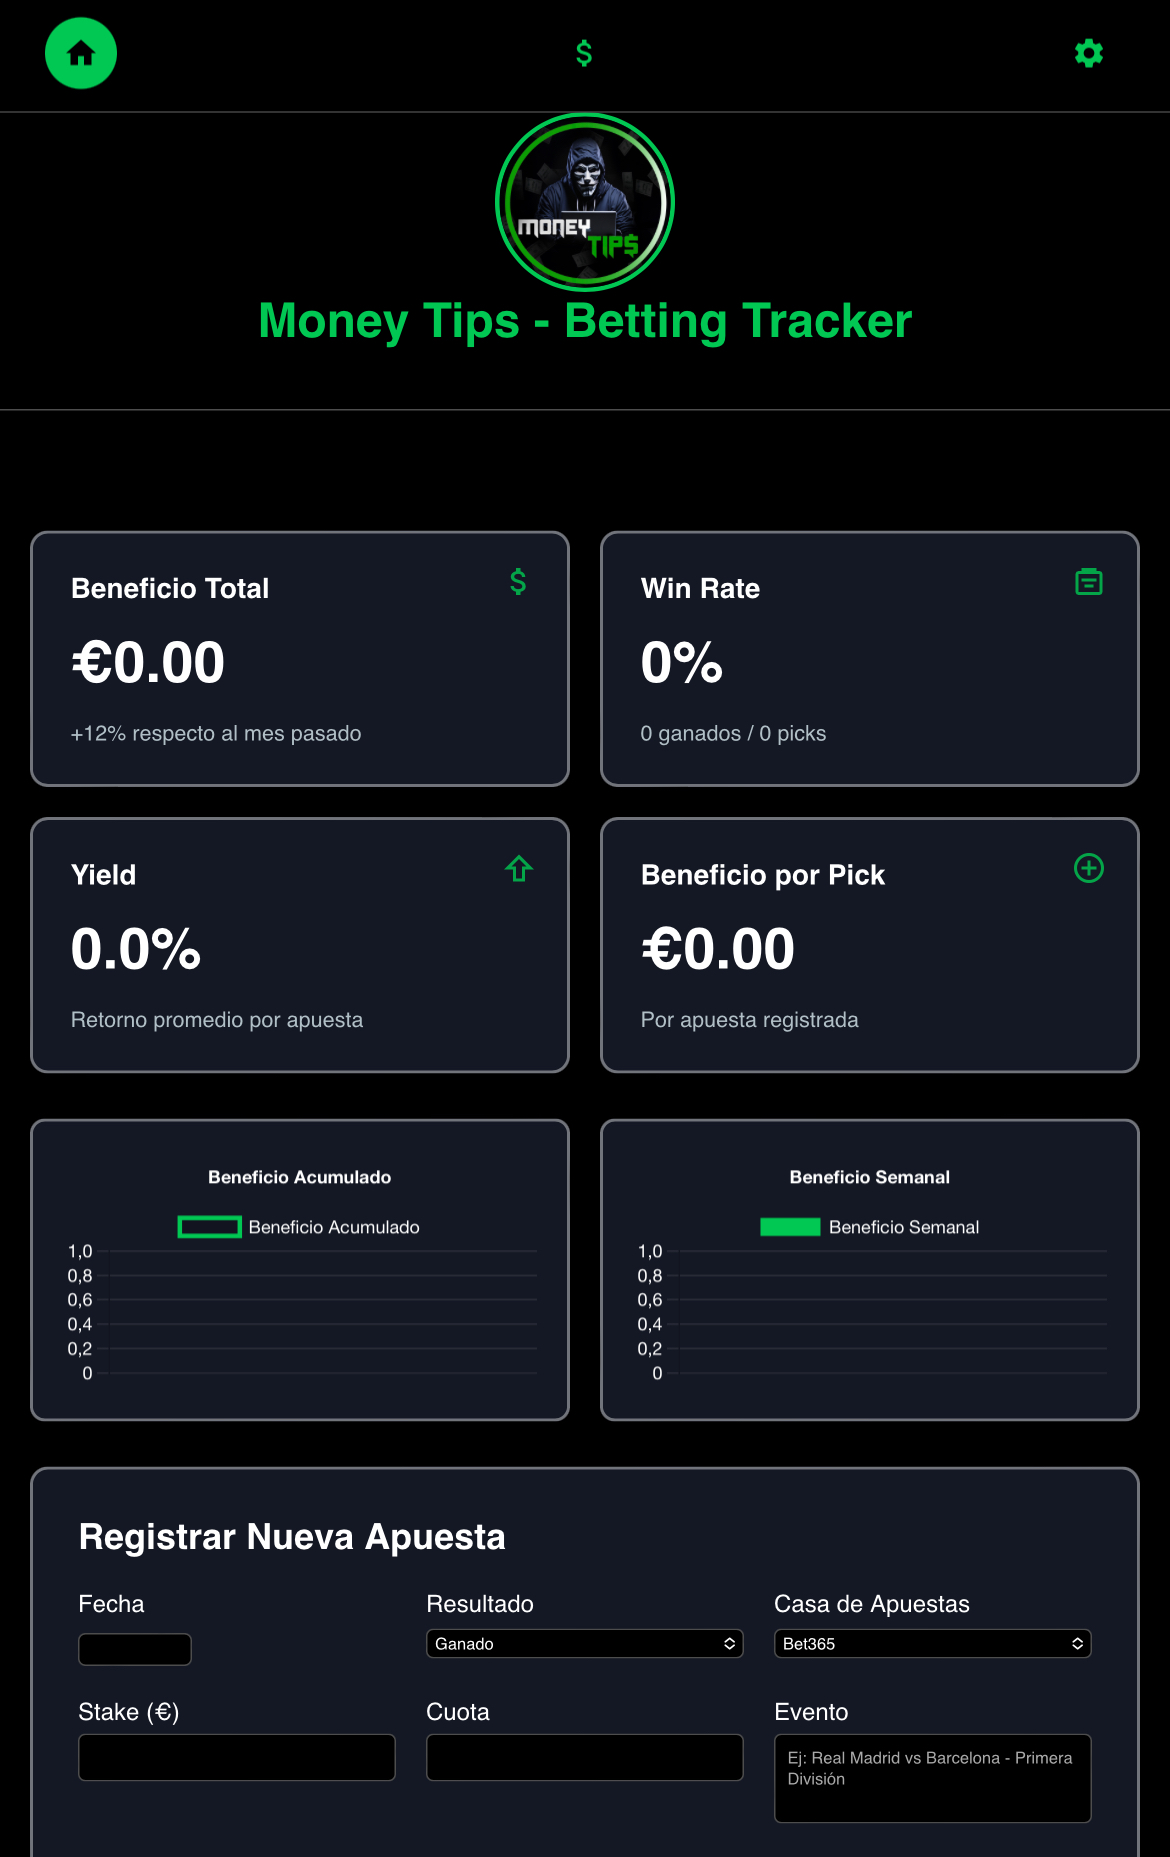 $
MONEY
TIP$
Money Tips - Betting Tracker
Beneficio Total
$
€0.00
+12% respecto al mes pasado
Win Rate
0%
0 ganados / 0 picks
Yield
0.0%
Retorno promedio por apuesta
Beneficio por Pick
€0.00
Por apuesta registrada
Beneficio Acumulado
Beneficio Acumulado
1,0
0,8
0,6
0,4
0,2
0
Beneficio Semanal
Beneficio Semanal
1,0
0,8
0,6
0,4
0,2
0
Registrar Nueva Apuesta
Fecha
Resultado
Ganado
Casa de Apuestas
Bet365
Stake (€)
Cuota
Evento
Ej: Real Madrid vs Barcelona - Primera
División